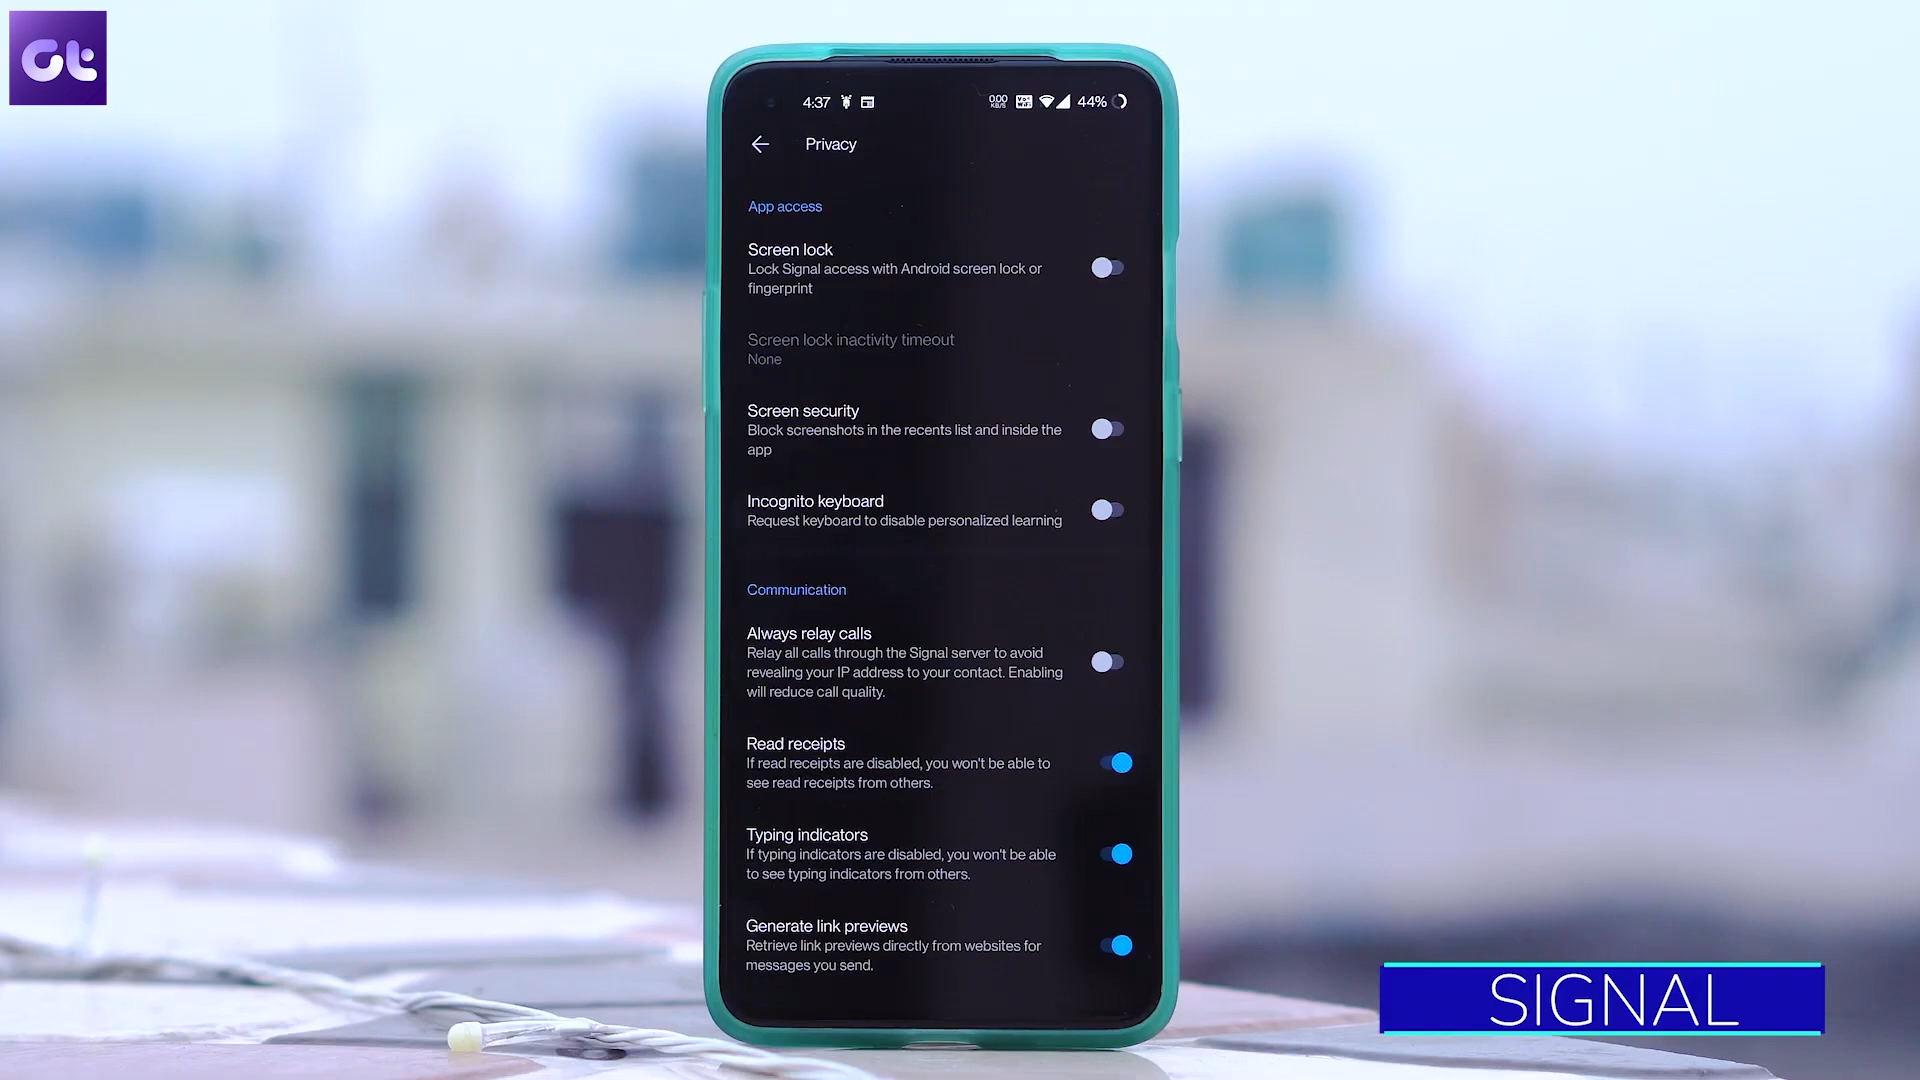 Gt
4:37
0.00
KB/S
Vo
WiFi
44%
Privacy
App access
Screen lock
Lock Signal access with Android screen lock or
fingerprint
Screen lock inactivity timeout
None
Screen security
Block screenshots in the recents list and inside the
app
Incognito keyboard
Request keyboard to disable personalized learning
Communication
Always relay calls
Relay all calls through the Signal server to avoid
revealing your IP address to your contact. Enabling
will reduce call quality.
Read receipts
If read receipts are disabled, you won't be able to
see read receipts from others.
Typing indicators
If typing indicators are disabled, you won't be able
to see typing indicators from others.
Generate link previews
Retrieve link previews directly from websites for
messages you send.
SIGNAL